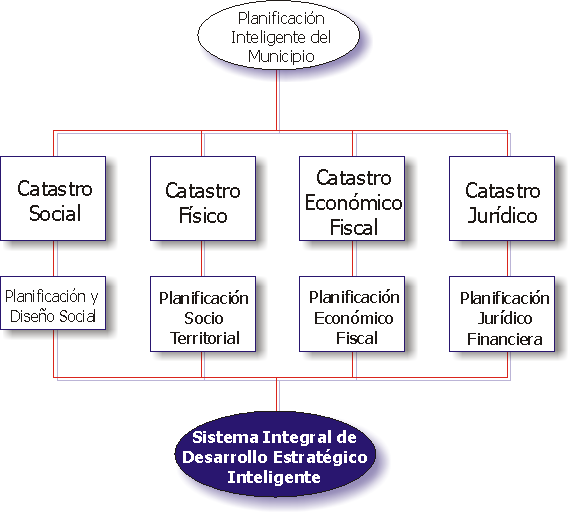 Planificación
Inteligente del
Municipio
Catastro
Social
Catastro
Físico
Catastro
Económico
Fiscal
Catastro
Jurídico
Planificación y
Diseño Social
Planificación
Socio
Territorial
Planificación
Económico
Fiscal
Planificación
Jurídico
Financiera
Sistema Integral de
Desarrollo Estratégico
Inteligente